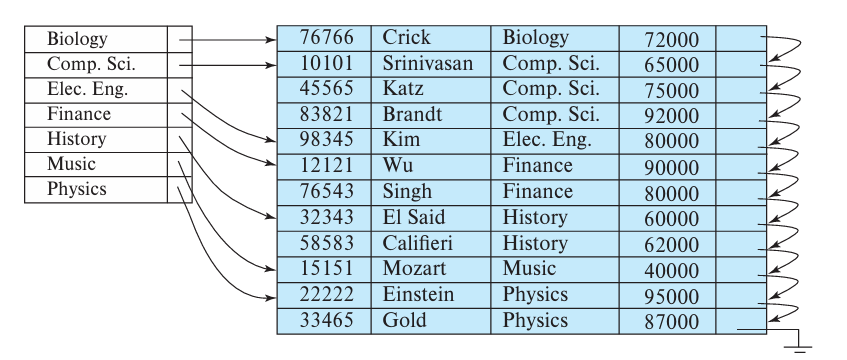 Biology
Comp. Sci.
Elec. Eng.
Finance
History
Music
Physics
76766 Crick Biology 72000
10101 Srinivasan Comp. Sci. 65000
45565 Katz Comp. Sci. 75000
83821 Brandt Comp. Sci. 92000
98345 Kim Elec. Eng. 80000
12121 Wu Finance 90000
76543 Singh Finance 80000
32343 El Said History 60000
58583 Califieri History 62000
15151 Mozart Music 40000
22222 Einstein Physics 95000
33465 Gold Physics 87000